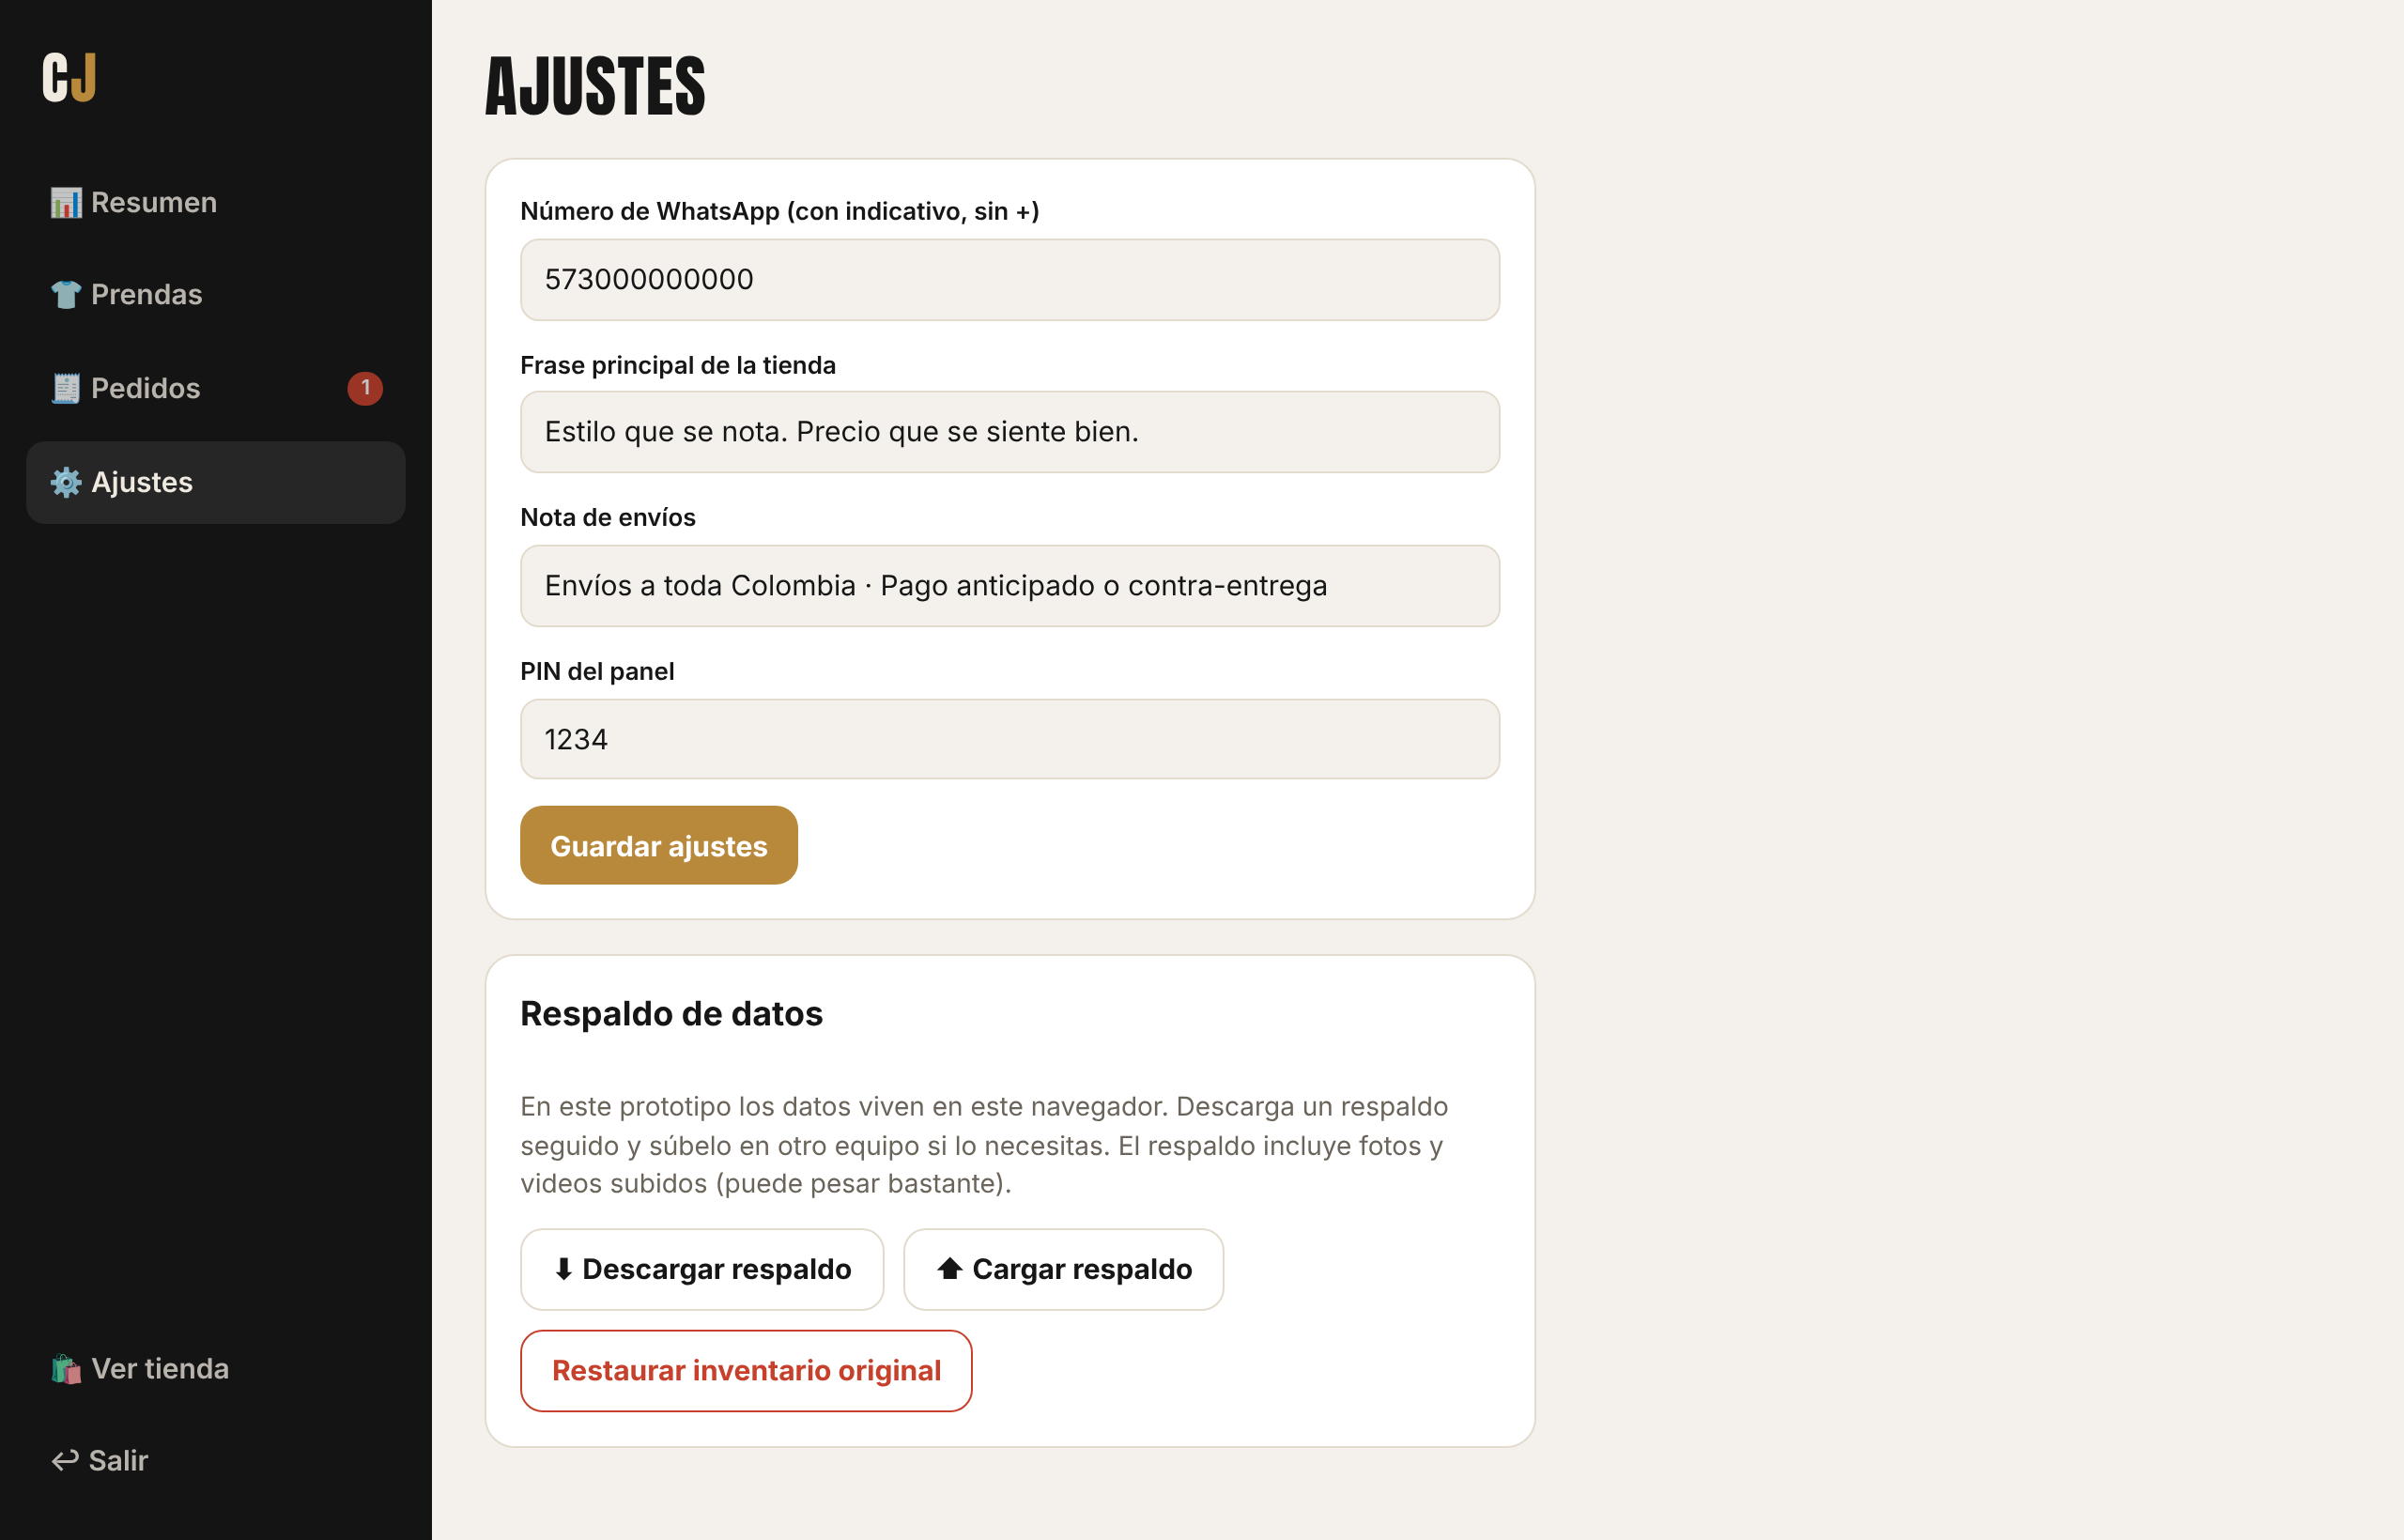 CJ
📊 Resumen
👕 Prendas
🧾 Pedidos 1
⚙️ Ajustes
🛍️ Ver tienda
↩ Salir
AJUSTES
Número de WhatsApp (con indicativo, sin +)
573000000000
Frase principal de la tienda
Estilo que se nota. Precio que se siente bien.
Nota de envíos
Envíos a toda Colombia · Pago anticipado o contra-entrega
PIN del panel
1234
Guardar ajustes
Respaldo de datos
En este prototipo los datos viven en este navegador. Descarga un respaldo
seguido y súbelo en otro equipo si lo necesitas. El respaldo incluye fotos y
videos subidos (puede pesar bastante).
⬇ Descargar respaldo
⬆ Cargar respaldo
Restaurar inventario original